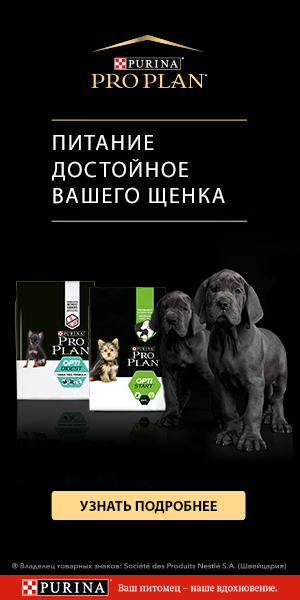 PURINA
PRO PLAN
ПИТАНИЕ
ДОСТОЙНОЕ
ВАШЕГО ЩЕНКА
PURINA
PRO
PLAN
OPTI
DIGEST
PURINA
PRO
PLAN
OPTI
START
УЗНАТЬ ПОДРОБНЕЕ
® Владелец товарных знаков: Société des Produits Nestlé S.A. (Швейцария)
PURINA Ваш питомец – наше вдохновение.